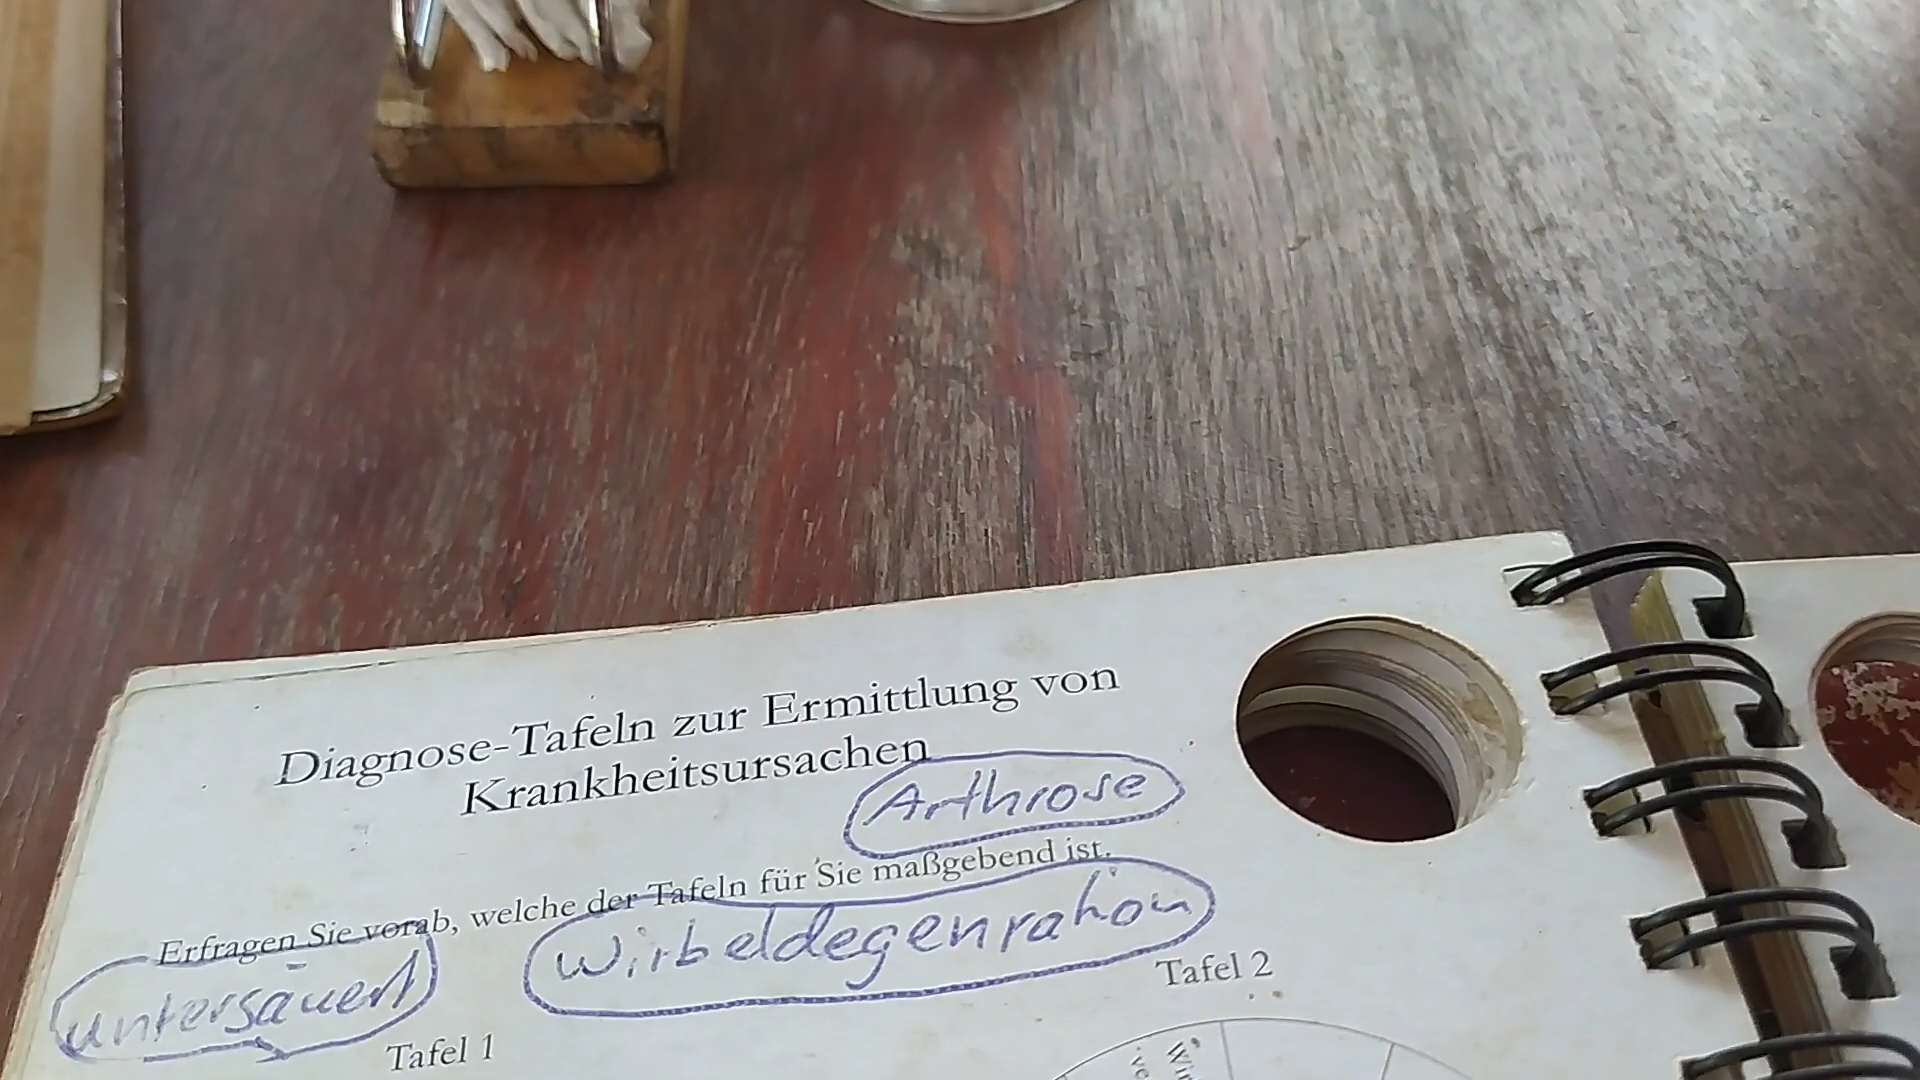 Diagnose-Tafeln zur Ermittlung von
Krankheitsursachen
Arthrose
Erfragen Sie vorab, welche der Tafeln für Sie maßgebend ist.
Wirbeldegenration
untersäuert
Tafel 2
Tafel 1